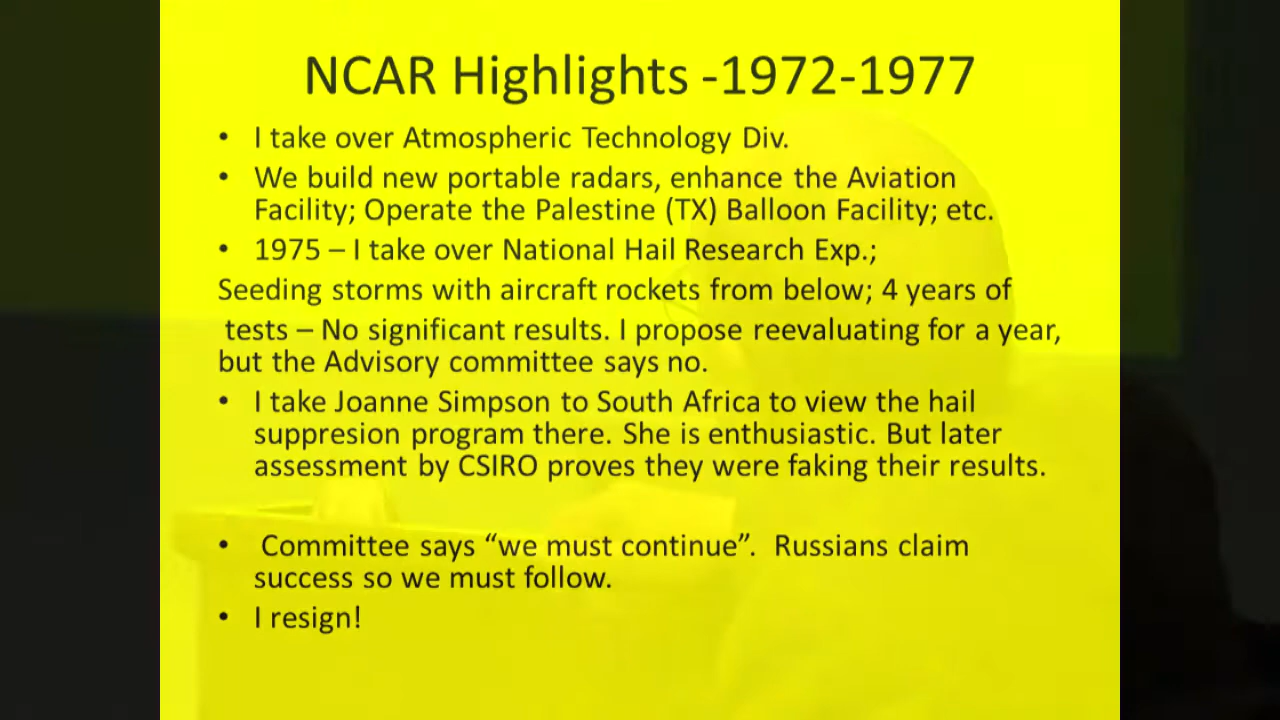 NCAR Highlights -1972-1977
• I take over Atmospheric Technology Div.
• We build new portable radars, enhance the Aviation
Facility; Operate the Palestine (TX) Balloon Facility; etc.
• 1975 – I take over National Hail Research Exp.;
Seeding storms with aircraft rockets from below; 4 years of
tests – No significant results. I propose reevaluating for a year,
but the Advisory committee says no.
• I take Joanne Simpson to South Africa to view the hail
suppresion program there. She is enthusiastic. But later
assessment by CSIRO proves they were faking their results.
• Committee says “we must continue”. Russians claim
success so we must follow.
• I resign!